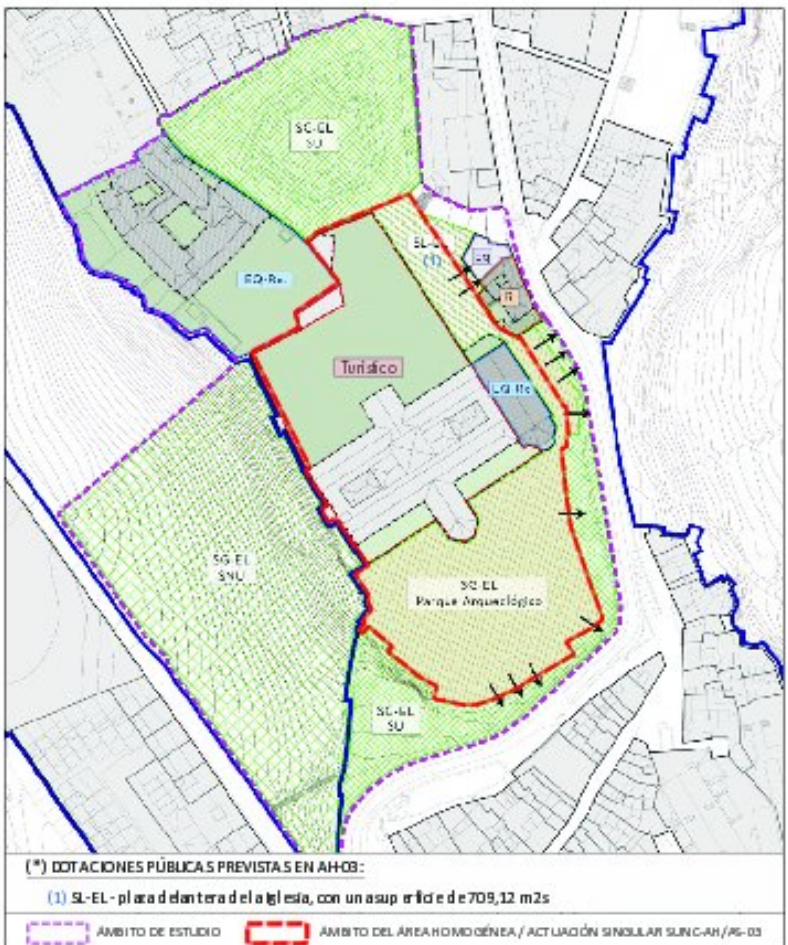 SG-EL
SU
SL-EL
(1)
EQ-Re.
Turístico
EQ-Re
SG-EL
SNU
SG-EL
Parque Arqueológico
SG-EL
SU
(*) DOTACIONES PÚBLICAS PREVISTAS EN AH-03:
(1) SL-EL - plaza delantera de la iglesia, con una superficie de 709,12 m2s
ÁMBITO DE ESTUDIO
ÁMBITO DEL ÁREA HOMOGÉNEA / ACTUACIÓN SINGULAR SUNC-AH/AS-03